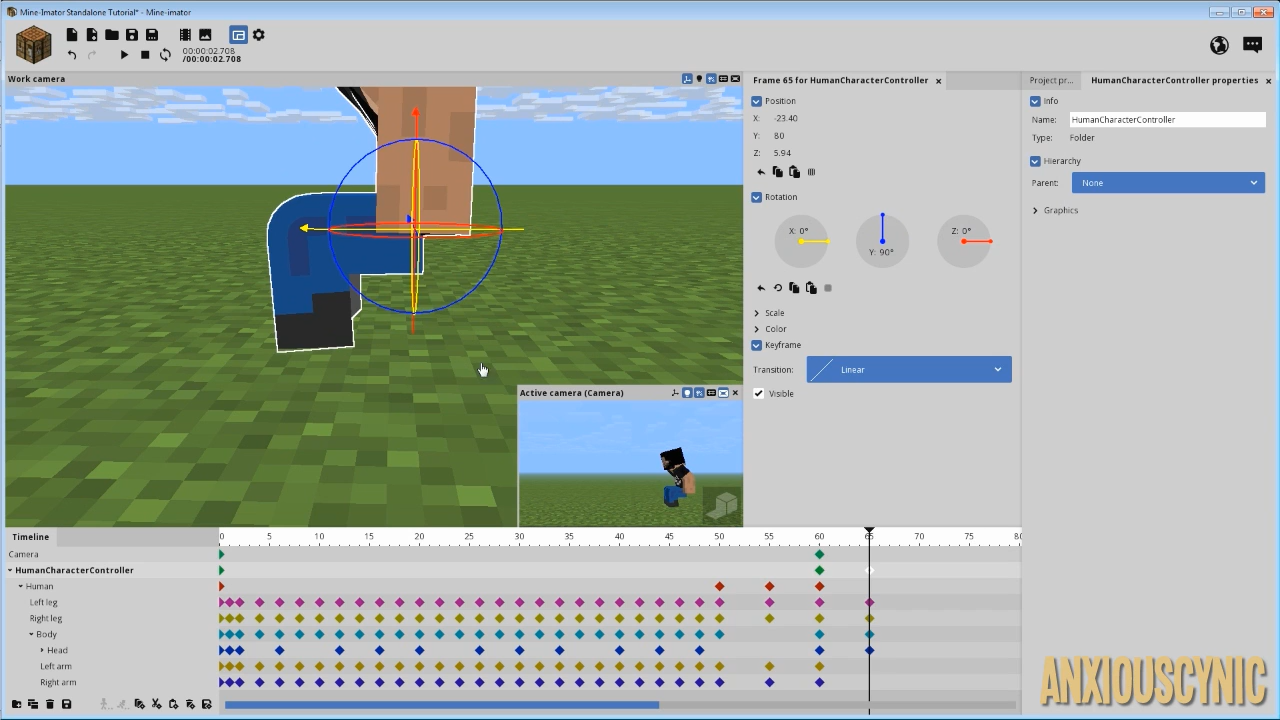 Mine-Imator Standalone Tutorial* - Mine-imator
00:00:02.708
/00:00:02.708
Work camera
Frame 65 for HumanCharacterController
Position
X: -23.40
Y: 80
Z: 5.94
Rotation
X: 0°
Y: 90°
Z: 0°
Scale
Color
Keyframe
Transition: Linear
Visible
Project pr...
HumanCharacterController properties
Info
Name: HumanCharacterController
Type: Folder
Hierarchy
Parent: None
Graphics
Active camera (Camera)
Timeline
0 5 10 15 20 25 30 35 40 45 50 55 60 65 70 75 80
Camera
HumanCharacterController
Human
Left leg
Right leg
Body
Head
Left arm
Right arm
ANXIOUSCYNIC